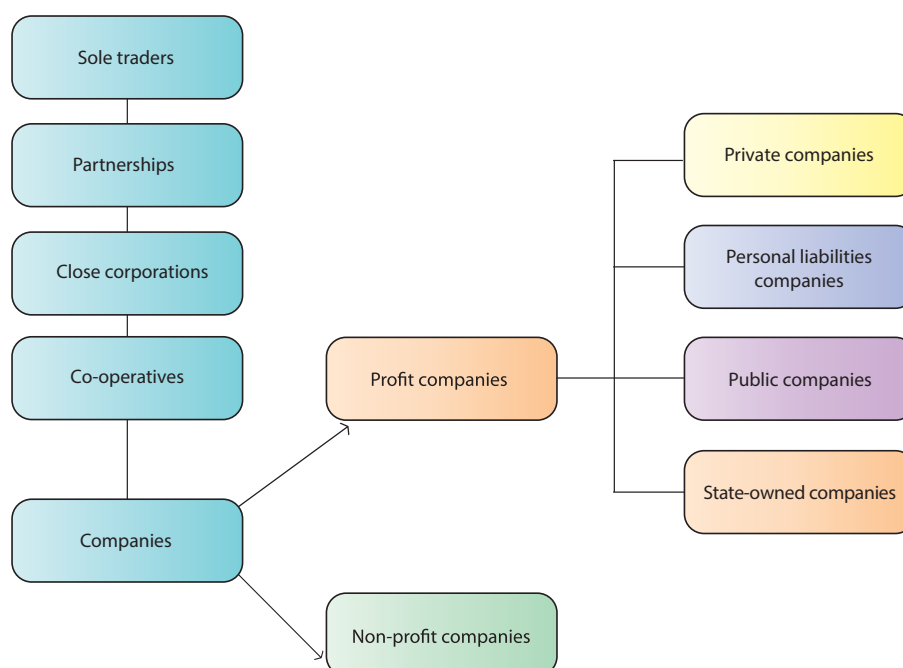 Sole traders
Partnerships
Close corporations
Co-operatives
Companies
Profit companies
Non-profit companies
Private companies
Personal liabilities
companies
Public companies
State-owned companies